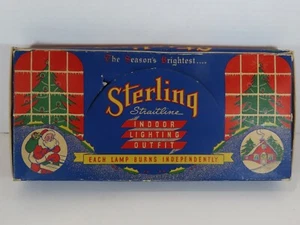 The Season's Brightest....
Sterling
Straitline
INDOOR
LIGHTING
OUTFIT
EACH LAMP BURNS INDEPENDENTLY